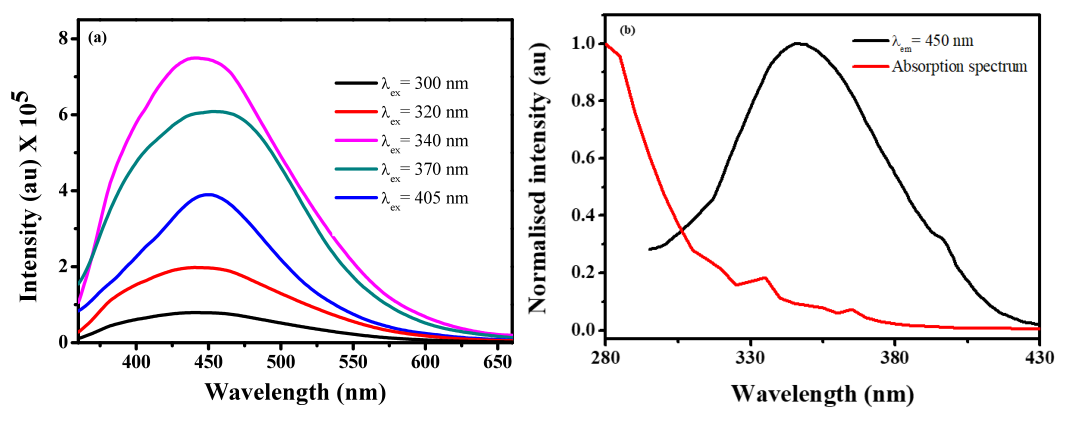 (a)
8
6
4
2
0
Intensity (au) X 10⁵
λex= 300 nm
λex= 320 nm
λex= 340 nm
λex= 370 nm
λex= 405 nm
400 450 500 550 600 650
Wavelength (nm)
(b)
1.0
0.8
0.6
0.4
0.2
0.0
Normalised intensity (au)
λem= 450 nm
Absorption spectrum
280 330 380 430
Wavelength (nm)